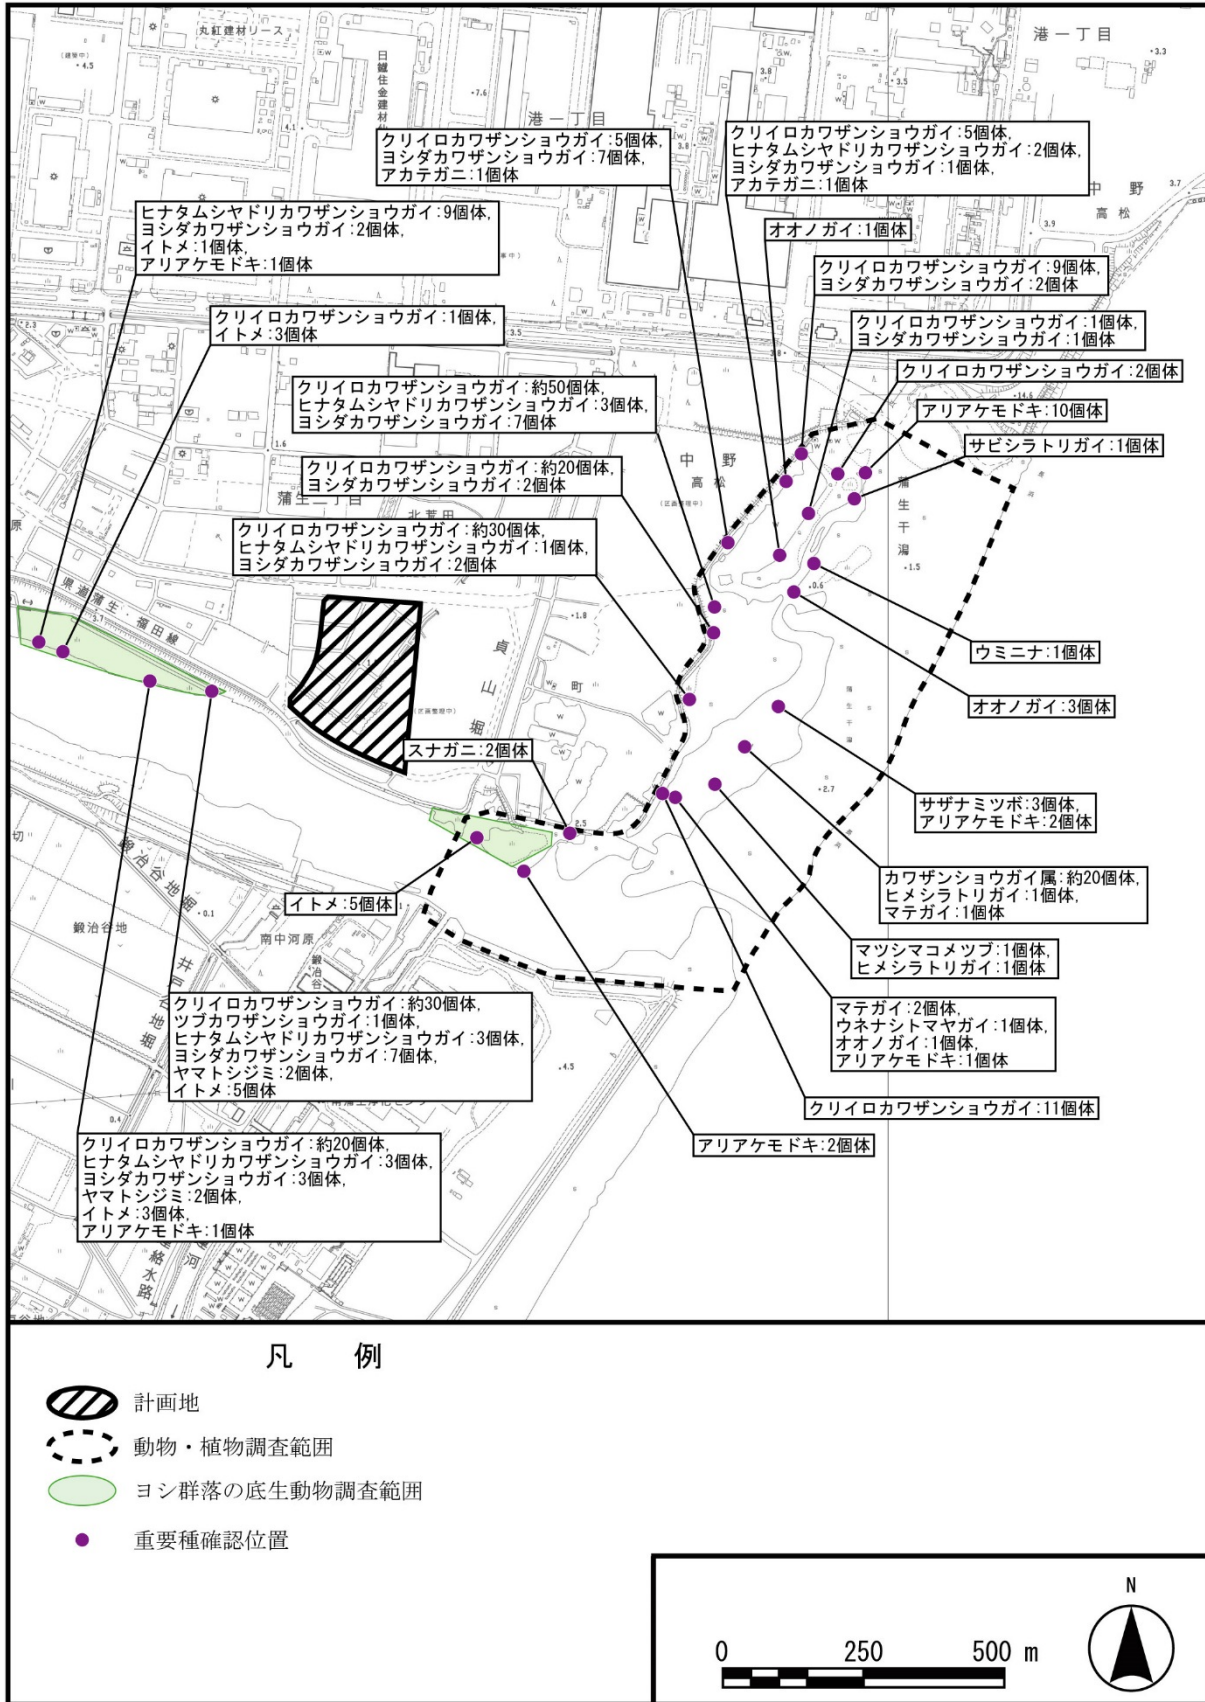 丸紅建材リース
港一丁目
港一丁目
クリイロカワザンショウガイ:5個体,
ヨシダカワザンショウガイ:7個体,
アカテガニ:1個体
クリイロカワザンショウガイ:5個体,
ヒナタムシヤドリカワザンショウガイ:2個体,
ヨシダカワザンショウガイ:1個体,
アカテガニ:1個体
中野
高松
ヒナタムシヤドリカワザンショウガイ:9個体,
ヨシダカワザンショウガイ:2個体,
イトメ:1個体,
アリアケモドキ:1個体
オオノガイ:1個体
クリイロカワザンショウガイ:9個体,
ヨシダカワザンショウガイ:2個体
クリイロカワザンショウガイ:1個体,
イトメ:3個体
クリイロカワザンショウガイ:1個体,
ヨシダカワザンショウガイ:1個体
クリイロカワザンショウガイ:2個体
クリイロカワザンショウガイ:約50個体,
ヒナタムシヤドリカワザンショウガイ:3個体,
ヨシダカワザンショウガイ:7個体
アリアケモドキ:10個体
サビシラトリガイ:1個体
クリイロカワザンショウガイ:約20個体,
ヨシダカワザンショウガイ:2個体
中野
高松
蒲生干潟
蒲生二丁目
クリイロカワザンショウガイ:約30個体,
ヒナタムシヤドリカワザンショウガイ:1個体,
ヨシダカワザンショウガイ:2個体
県道蒲生・福田線
貞山堀
町
ウミニナ:1個体
オオノガイ:3個体
スナガニ:2個体
サザナミツボ:3個体,
アリアケモドキ:2個体
カワザンショウガイ属:約20個体,
ヒメシラトリガイ:1個体,
マテガイ:1個体
イトメ:5個体
鍛冶谷地堀
鍛治谷地
南中河原
マツシマコメツブ:1個体,
ヒメシラトリガイ:1個体
クリイロカワザンショウガイ:約30個体,
ツブカワザンショウガイ:1個体,
ヒナタムシヤドリカワザンショウガイ:3個体,
ヨシダカワザンショウガイ:7個体,
ヤマトシジミ:2個体,
イトメ:5個体
マテガイ:2個体,
ウネナシトマヤガイ:1個体,
オオノガイ:1個体,
アリアケモドキ:1個体
クリイロカワザンショウガイ:11個体
アリアケモドキ:2個体
クリイロカワザンショウガイ:約20個体,
ヒナタムシヤドリカワザンショウガイ:3個体,
ヨシダカワザンショウガイ:3個体,
ヤマトシジミ:2個体,
イトメ:3個体,
アリアケモドキ:1個体
凡 例
計画地
動物・植物調査範囲
ヨシ群落の底生動物調査範囲
重要種確認位置
N
0 250 500 m